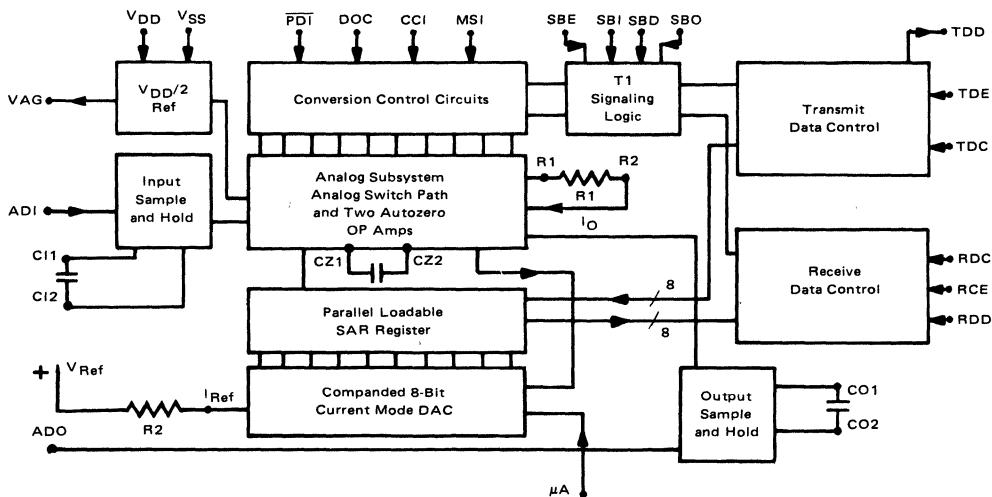 VDD VSS PDI DOC CCI MSI SBE SBI SBD SBO TDD
VAG
VDD/2
Ref
Conversion Control Circuits
T1
Signaling
Logic
Transmit
Data Control
TDE
TDC
ADI
Input
Sample
and Hold
Analog Subsystem
Analog Switch Path
and Two Autozero
OP Amps
R1 R2
R1
IO
CI1
CI2
CZ1 CZ2
Parallel Loadable
SAR Register
8
8
Receive
Data Control
RDC
RCE
RDD
+ VRef
R2
IRef
Companded 8-Bit
Current Mode DAC
Output
Sample
and Hold
CO1
CO2
ADO
μA